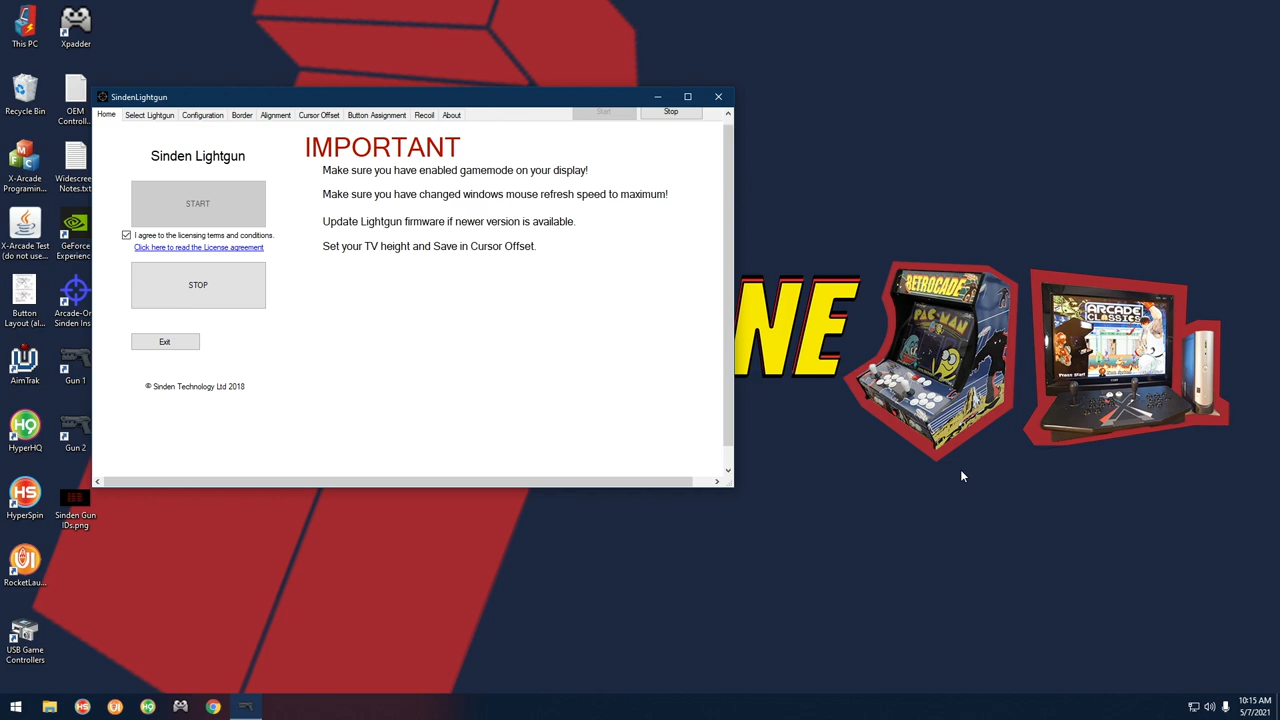 This PC
Xpadder
Recycle Bin
OEM
Controll...
X-Arcade
Programin...
Widescree
Notes.txt
X-Arcade Test
(do not use...
GeForce
Experienc
Button
Layout (al...
Arcade-On
Sinden Ins
AimTrak
Gun 1
HyperHQ
Gun 2
HyperSpin
Sinden Gun
IDs.png
RocketLau...
USB Game
Controllers
SindenLightgun
Home
Select Lightgun
Configuration
Border
Alignment
Cursor Offset
Button Assignment
Recoil
About
Start
Stop
Sinden Lightgun
START
I agree to the licensing terms and conditions.
Click here to read the License agreement
STOP
Exit
© Sinden Technology Ltd 2018
IMPORTANT
Make sure you have enabled gamemode on your display!
Make sure you have changed windows mouse refresh speed to maximum!
Update Lightgun firmware if newer version is available.
Set your TV height and Save in Cursor Offset.
NE
RETROCADE
PAC-MAN
ARCADE
CLASSICS
Press Start
10:15 AM
5/7/2021